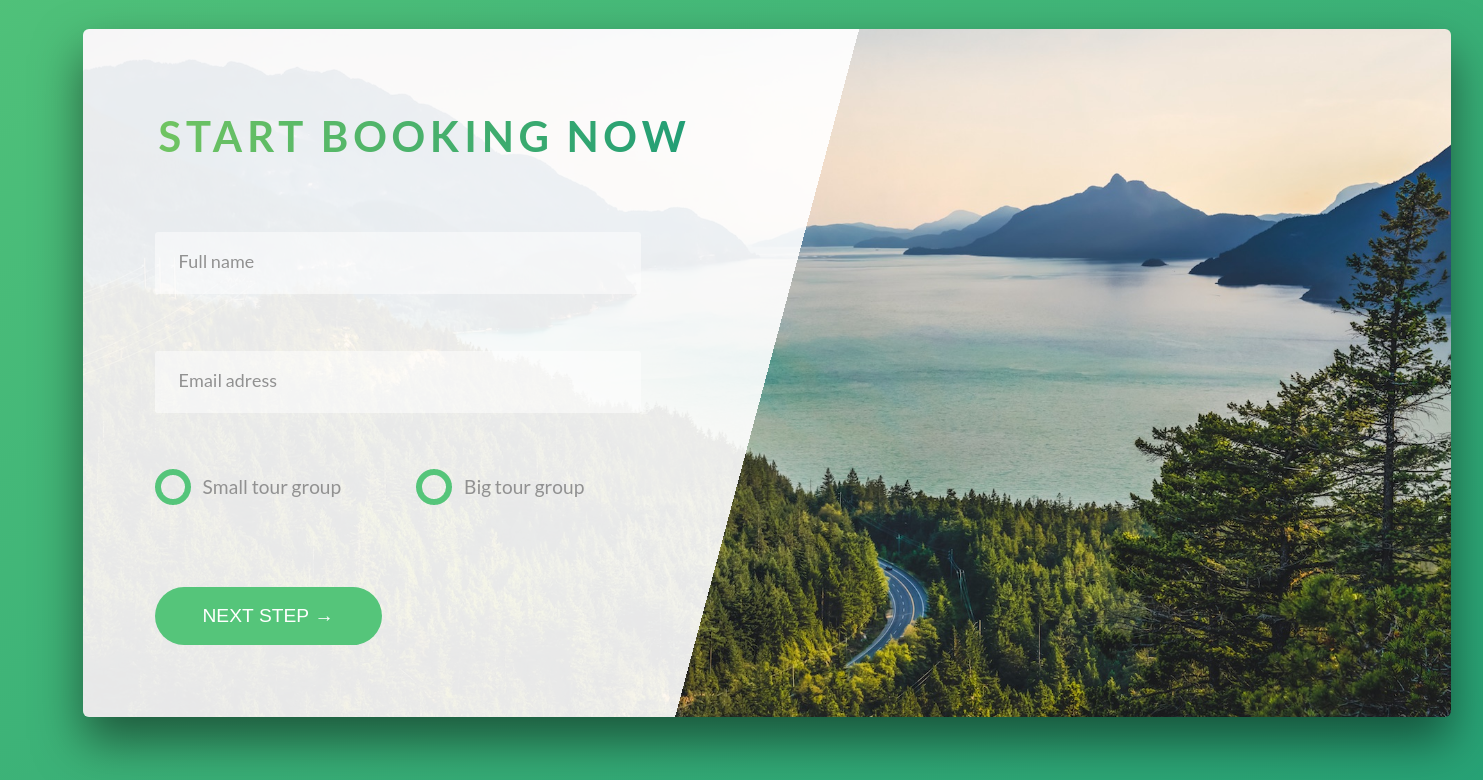 START BOOKING NOW
Full name
Email adress
Small tour group
Big tour group
NEXT STEP →